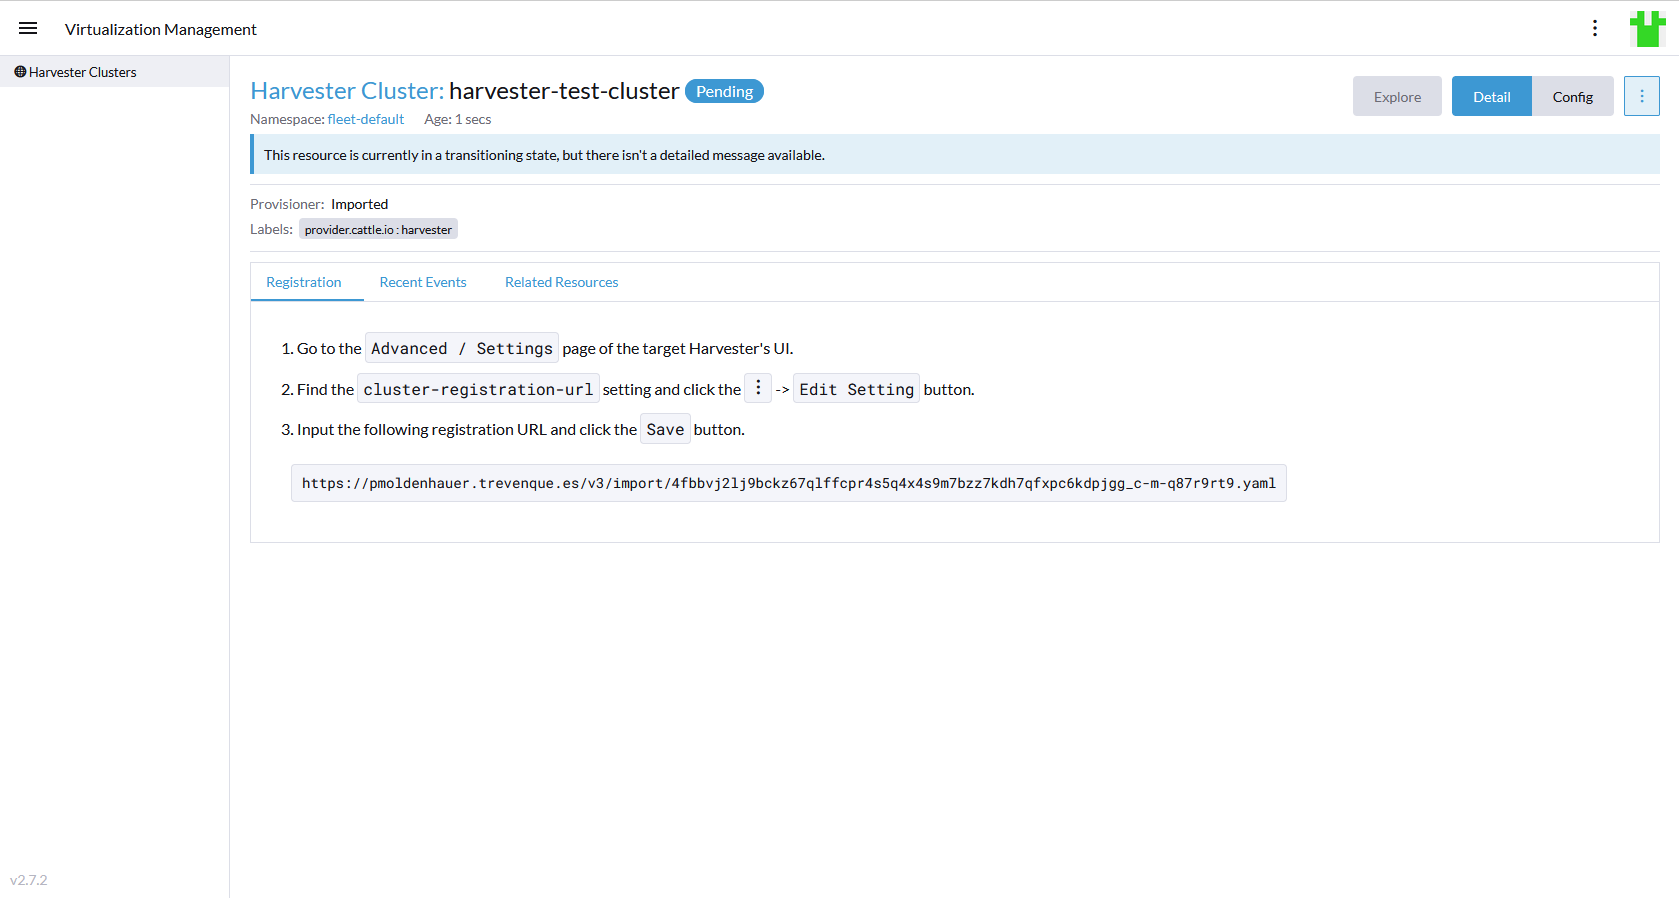 Virtualization Management
Harvester Clusters
Harvester Cluster: harvester-test-cluster Pending
Explore
Detail
Config
Namespace: fleet-default Age: 1 secs
This resource is currently in a transitioning state, but there isn't a detailed message available.
Provisioner: Imported
Labels: provider.cattle.io : harvester
Registration Recent Events Related Resources
1. Go to the Advanced / Settings page of the target Harvester's UI.
2. Find the cluster-registration-url setting and click the ⋮ -> Edit Setting button.
3. Input the following registration URL and click the Save button.
https://pmoldenhauer.trevenque.es/v3/import/4fbbvj2lj9bckz67qlffcpr4s5q4x4s9m7bzz7kdh7qfxpc6kdpjgg_c-m-q87r9rt9.yaml
v2.7.2